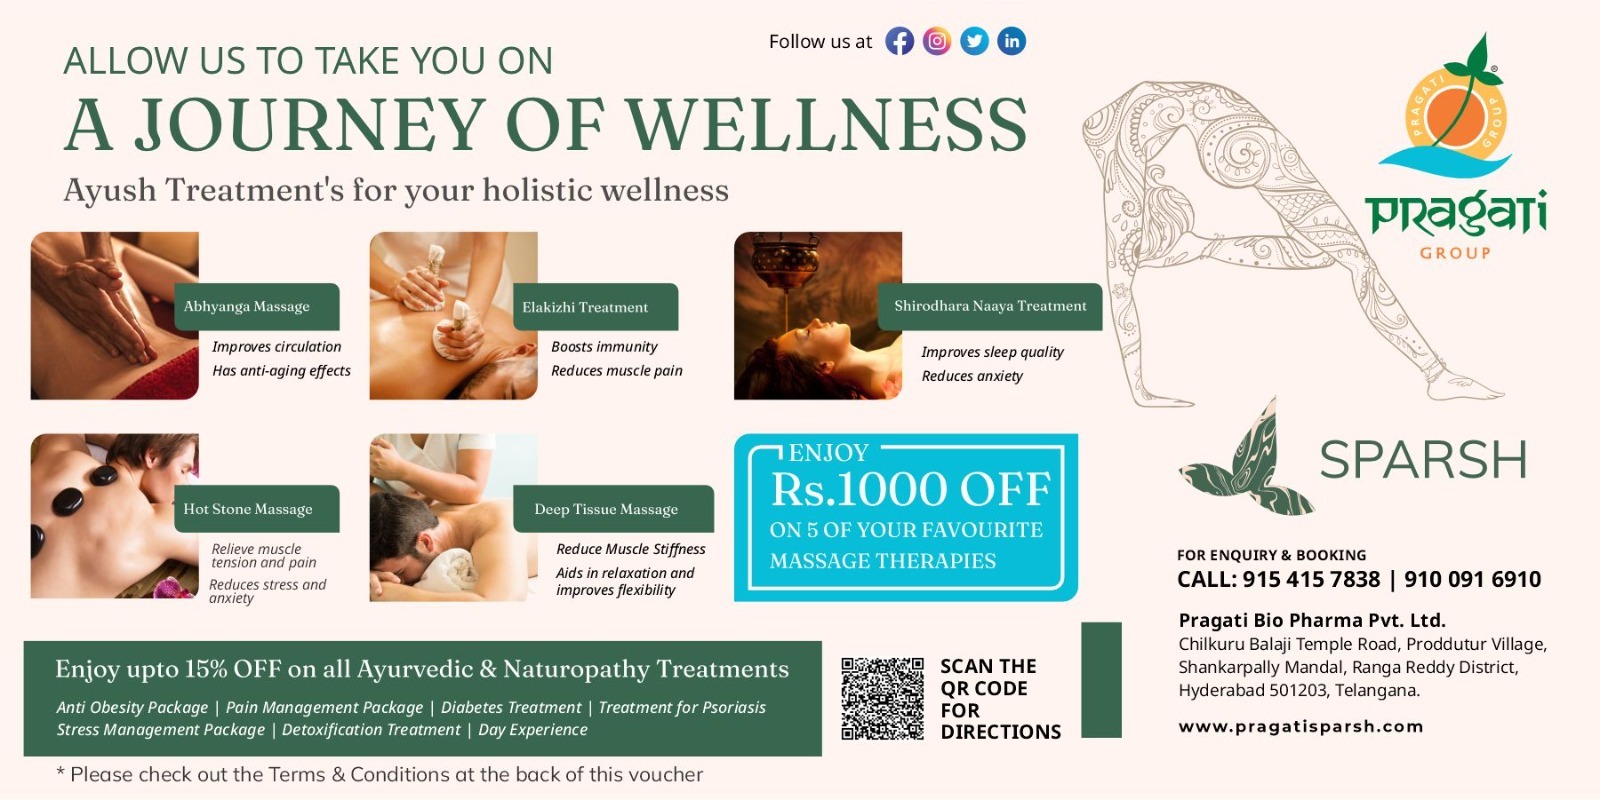 Follow us at
ALLOW US TO TAKE YOU ON
A JOURNEY OF WELLNESS
Ayush Treatment's for your holistic wellness
PRAGATI GROUP
®
pragati
GROUP
Abhyanga Massage
Improves circulation
Has anti-aging effects
Elakizhi Treatment
Boosts immunity
Reduces muscle pain
Shirodhara Naaya Treatment
Improves sleep quality
Reduces anxiety
Hot Stone Massage
Relieve muscle
tension and pain
Reduces stress and
anxiety
Deep Tissue Massage
Reduce Muscle Stiffness
Aids in relaxation and
improves flexibility
ENJOY
Rs.1000 OFF
ON 5 OF YOUR FAVOURITE
MASSAGE THERAPIES
SPARSH
FOR ENQUIRY & BOOKING
CALL: 915 415 7838 | 910 091 6910
Pragati Bio Pharma Pvt. Ltd.
Chilkuru Balaji Temple Road, Proddutur Village,
Shankarpally Mandal, Ranga Reddy District,
Hyderabad 501203, Telangana.
www.pragatisparsh.com
Enjoy upto 15% OFF on all Ayurvedic & Naturopathy Treatments
Anti Obesity Package | Pain Management Package | Diabetes Treatment | Treatment for Psoriasis
Stress Management Package | Detoxification Treatment | Day Experience
SCAN THE
QR CODE
FOR
DIRECTIONS
* Please check out the Terms & Conditions at the back of this voucher